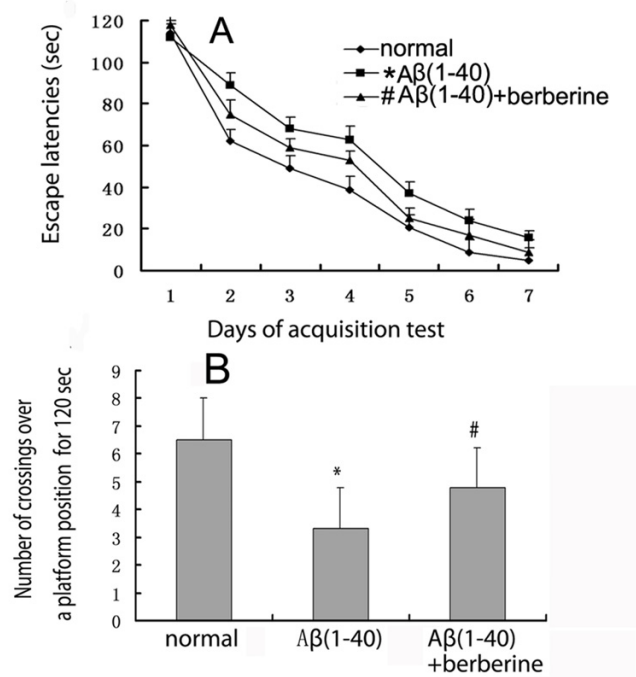 A
Escape latencies (sec)
120
100
80
60
40
20
0
normal
*Aβ(1-40)
#Aβ(1-40)+berberine
1 2 3 4 5 6 7
Days of acquisition test
B
Number of crossings over
a platform position for 120 sec
9
8
7
6
5
4
3
2
1
0
*
#
normal Aβ(1-40) Aβ(1-40)
+berberine